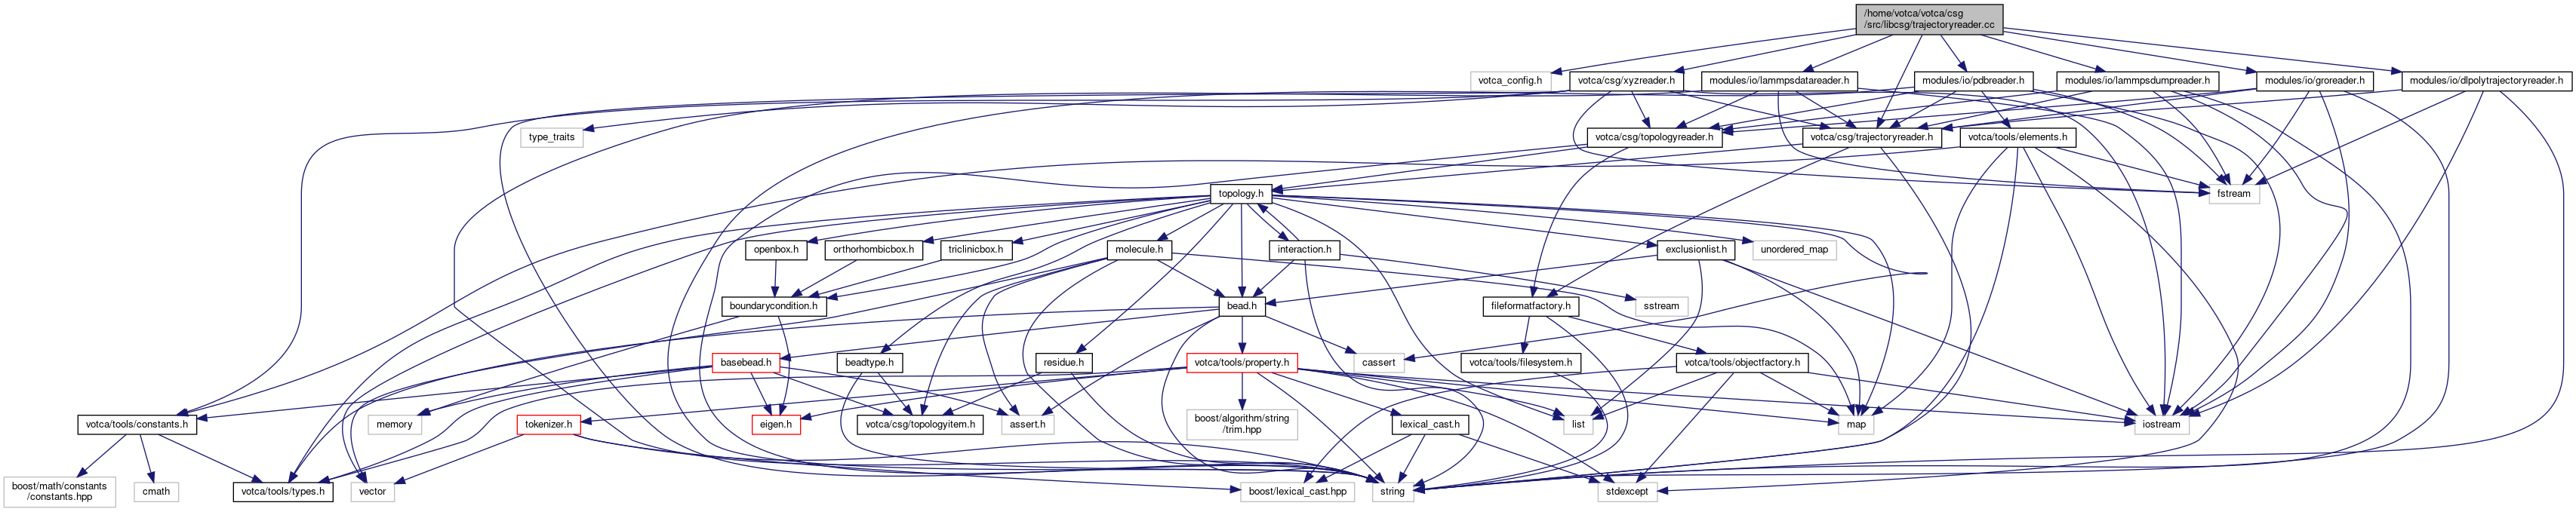 /home/votca/votca/csg
/src/libcsg/trajectoryreader.cc
votca_config.h
votca/csg/xyzreader.h
modules/io/lammpsdatareader.h
modules/io/pdbreader.h
modules/io/lammpsdumpreader.h
modules/io/groreader.h
modules/io/dlpolytrajectoryreader.h
type_traits
votca/csg/topologyreader.h
votca/csg/trajectoryreader.h
votca/tools/elements.h
topology.h
fstream
openbox.h
orthorhombicbox.h
triclinicbox.h
molecule.h
interaction.h
exclusionlist.h
unordered_map
boundarycondition.h
bead.h
fileformatfactory.h
sstream
basebead.h
beadtype.h
residue.h
votca/tools/property.h
cassert
votca/tools/filesystem.h
votca/tools/objectfactory.h
votca/tools/constants.h
memory
tokenizer.h
eigen.h
votca/csg/topologyitem.h
assert.h
boost/algorithm/string
/trim.hpp
lexical_cast.h
list
map
iostream
boost/math/constants
/constants.hpp
cmath
votca/tools/types.h
vector
boost/lexical_cast.hpp
string
stdexcept